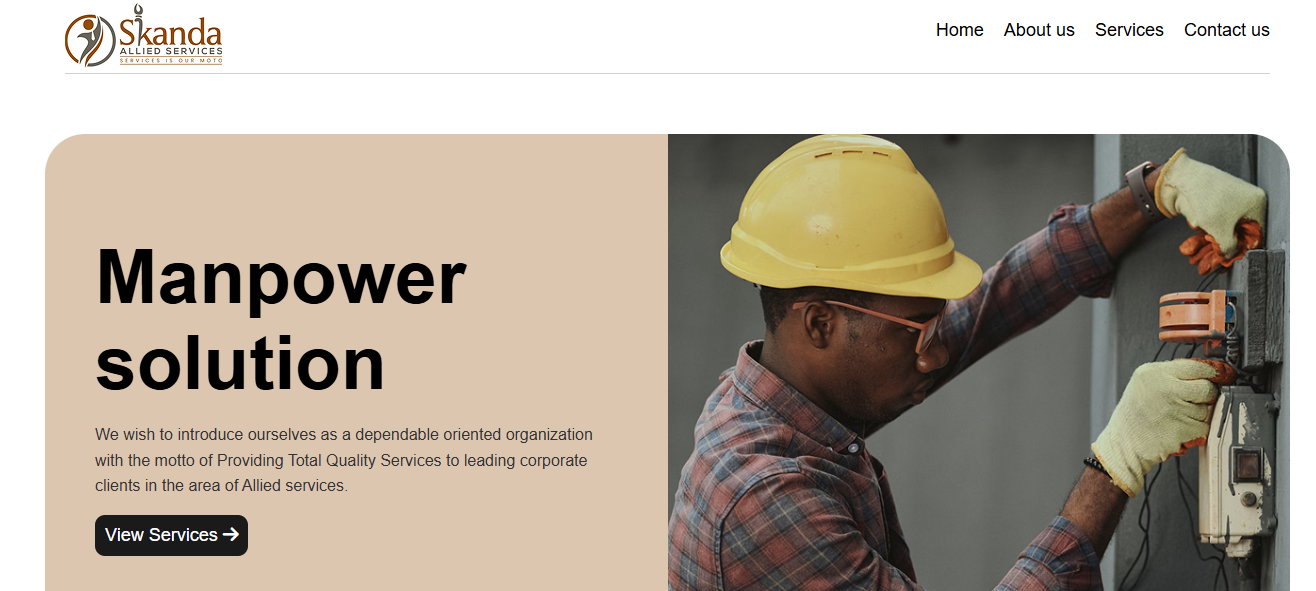 Skanda
ALLIED SERVICES
SERVICES IS OUR MOTO
Home About us Services Contact us
Manpower
solution
We wish to introduce ourselves as a dependable oriented organization
with the motto of Providing Total Quality Services to leading corporate
clients in the area of Allied services.
View Services →